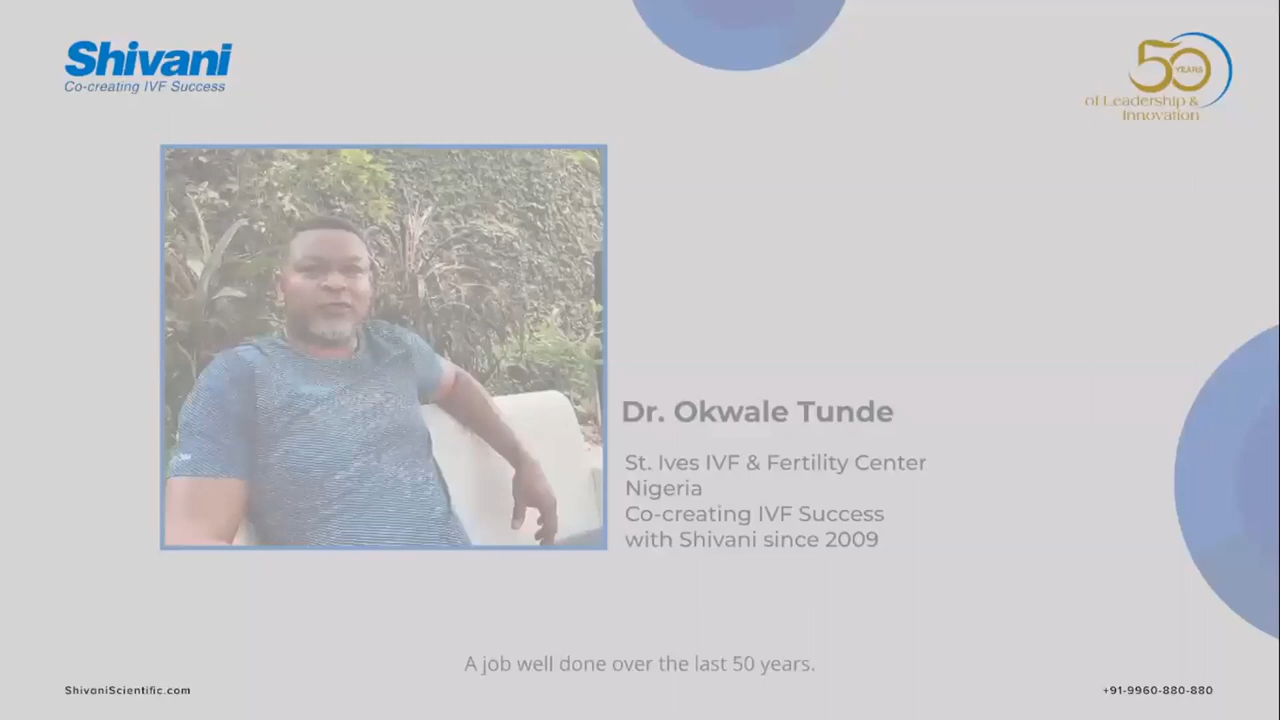 Shivani
Co-creating IVF Success
50 YEARS
of Leadership &
Innovation
Dr. Okwale Tunde
St. Ives IVF & Fertility Center
Nigeria
Co-creating IVF Success
with Shivani since 2009
A job well done over the last 50 years.
ShivaniScientific.com
+91-9960-880-880